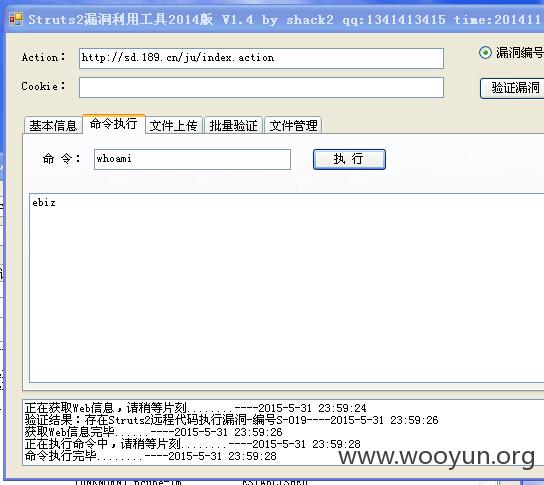 Struts2漏洞利用工具2014版 V1.4 by shack2 qq:1341413415 time:201411
Action： http://sd.189.cn/ju/index.action
漏洞编号
Cookie：
验证漏洞
基本信息 命令执行 文件上传 批量验证 文件管理
命 令： whoami 执 行
ebiz
正在获取Web信息，请稍等片刻........----2015-5-31 23:59:24
验证结果：存在Struts2远程代码执行漏洞-编号S-019----2015-5-31 23:59:26
获取Web信息完毕......----2015-5-31 23:59:26
正在执行命令中，请稍等片刻........----2015-5-31 23:59:28
命令执行完毕......----2015-5-31 23:59:28
www.wooyun.org